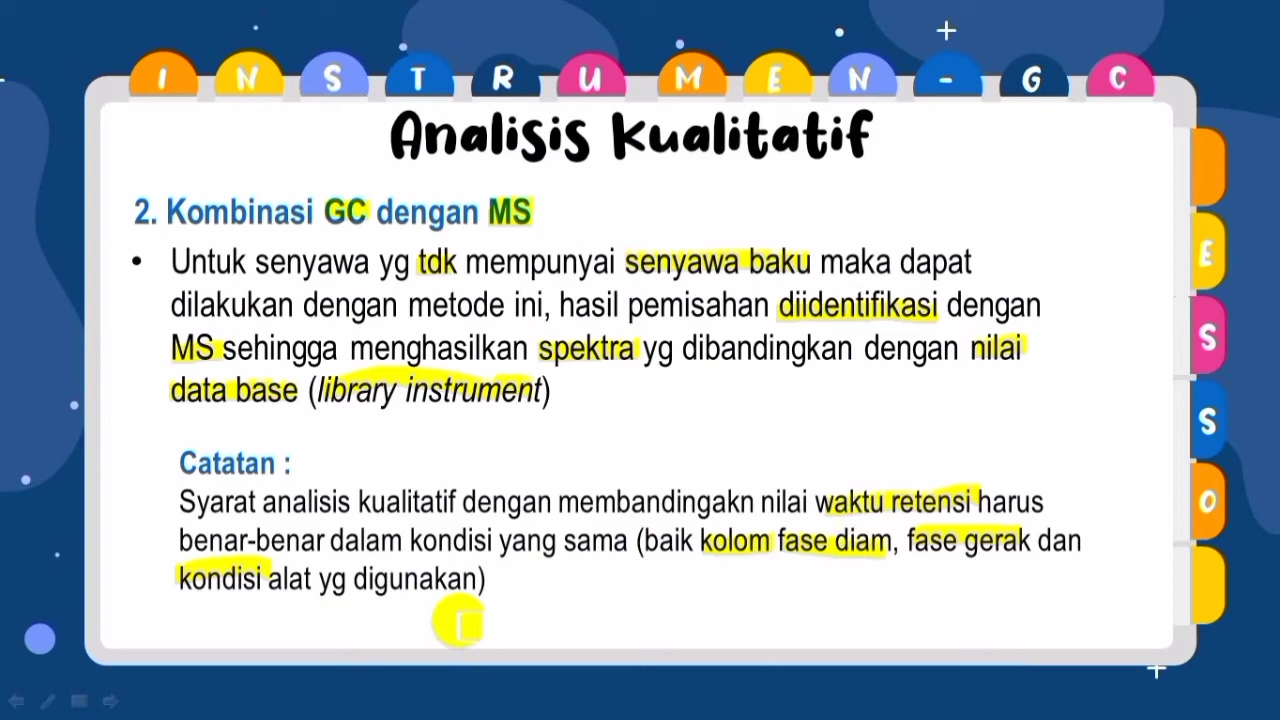 INSTRUMEN-GC
Analisis Kualitatif
2. Kombinasi GC dengan MS
• Untuk senyawa yg tdk mempunyai senyawa baku maka dapat
dilakukan dengan metode ini, hasil pemisahan diidentifikasi dengan
MS sehingga menghasilkan spektra yg dibandingkan dengan nilai
data base (library instrument)
Catatan :
Syarat analisis kualitatif dengan membandingakn nilai waktu retensi harus
benar-benar dalam kondisi yang sama (baik kolom fase diam, fase gerak dan
kondisi alat yg digunakan)
E
S
S
O